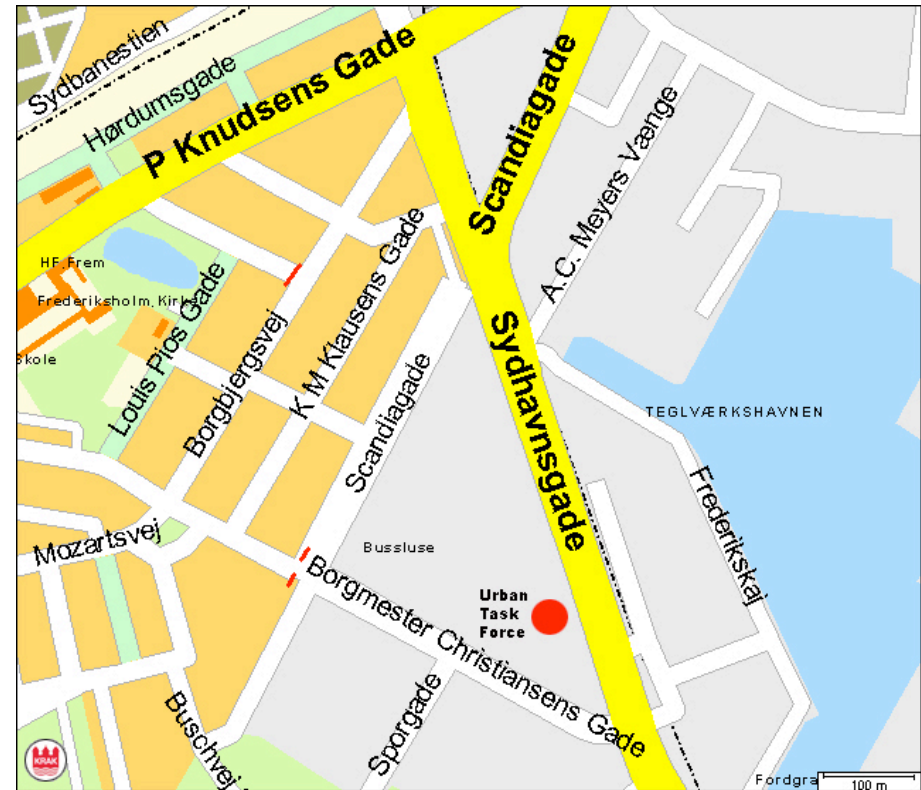 Sydbanestien
Hørdumsgade
P Knudsens Gade
Scandiagade
A.C. Meyers Vænge
HF. Frem
Frederiksholm. Kirke
Skole
Louis Pios Gade
Borgbjergsvej
K M Klausens Gade
Scandiagade
Sydhavnsgade
TEGLVÆRKSHAVNEN
Frederikskaj
Mozartsvej
Bussluse
Borgmester Christiansens Gade
Urban
Task
Force
Buschvej
Sporgade
KRAK
Fordgra
100 m